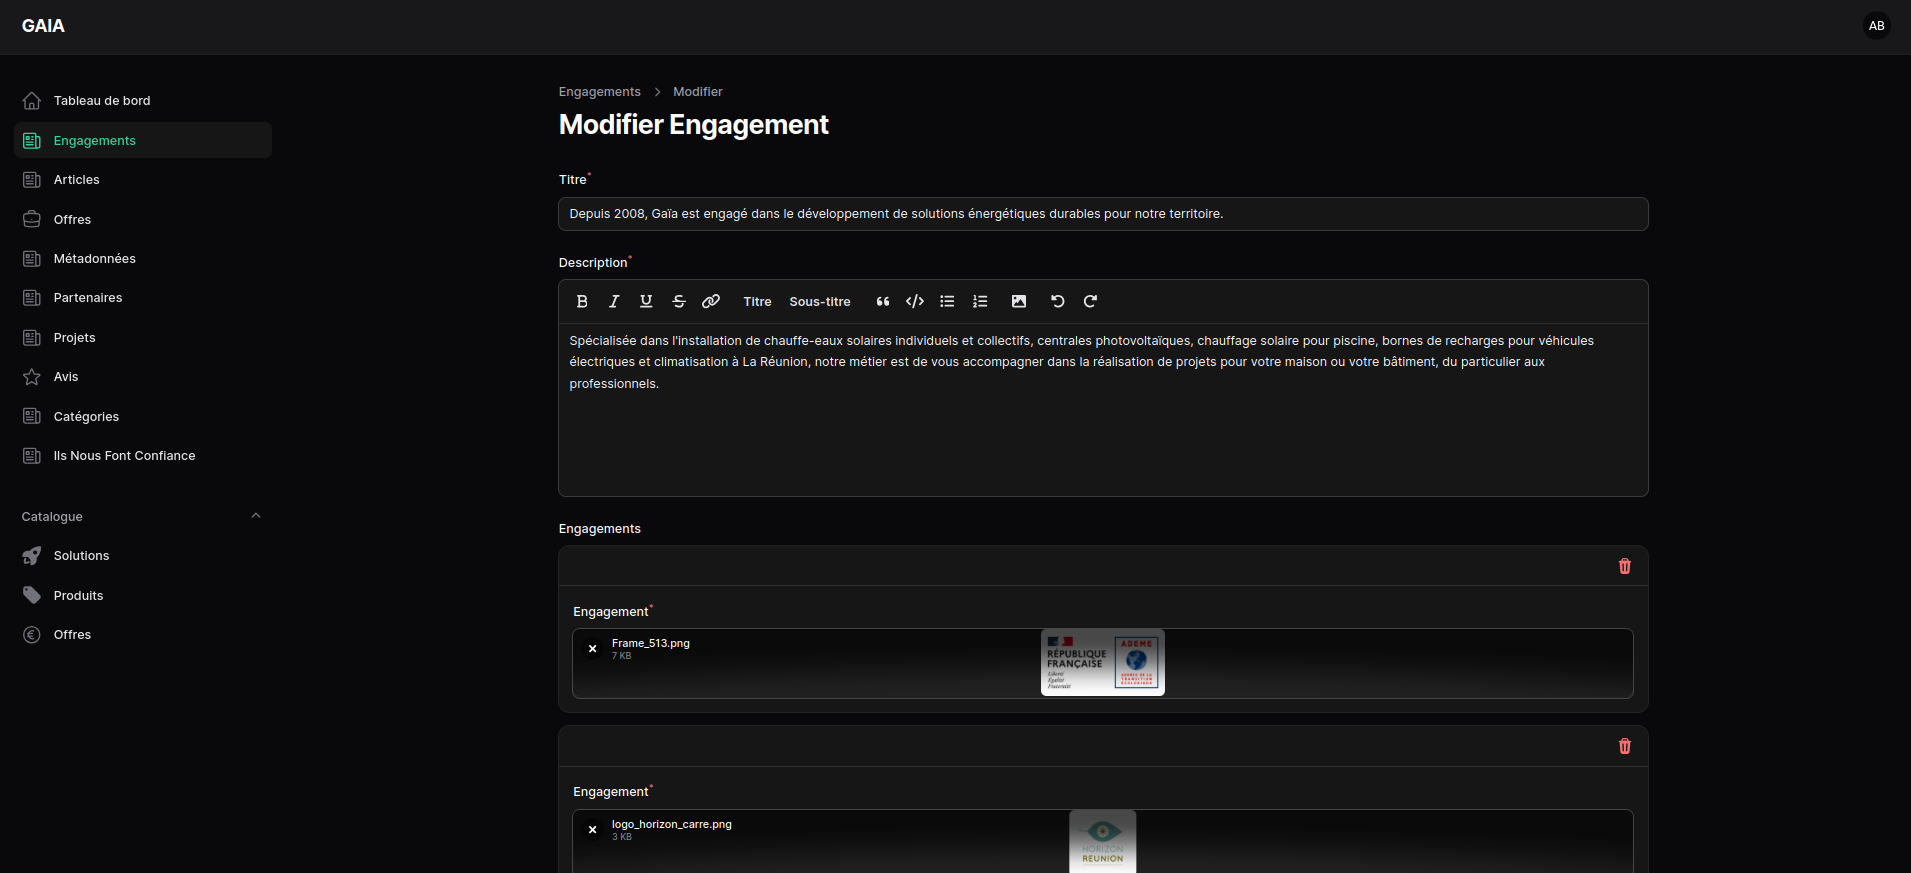 GAIA
AB
Tableau de bord
Engagements
Articles
Offres
Métadonnées
Partenaires
Projets
Avis
Catégories
Ils Nous Font Confiance
Catalogue
Solutions
Produits
Offres
Engagements > Modifier
Modifier Engagement
Titre*
Depuis 2008, Gaïa est engagé dans le développement de solutions énergétiques durables pour notre territoire.
Description*
Titre Sous-titre
Spécialisée dans l'installation de chauffe-eaux solaires individuels et collectifs, centrales photovoltaïques, chauffage solaire pour piscine, bornes de recharges pour véhicules
électriques et climatisation à La Réunion, notre métier est de vous accompagner dans la réalisation de projets pour votre maison ou votre bâtiment, du particulier aux
professionnels.
Engagements
Engagement*
Frame_513.png
7 KB
RÉPUBLIQUE
FRANÇAISE
Liberté
Égalité
Fraternité
ADEME
AGENCE DE LA
TRANSITION
ÉCOLOGIQUE
Engagement*
logo_horizon_carre.png
3 KB
HORIZON
REUNION